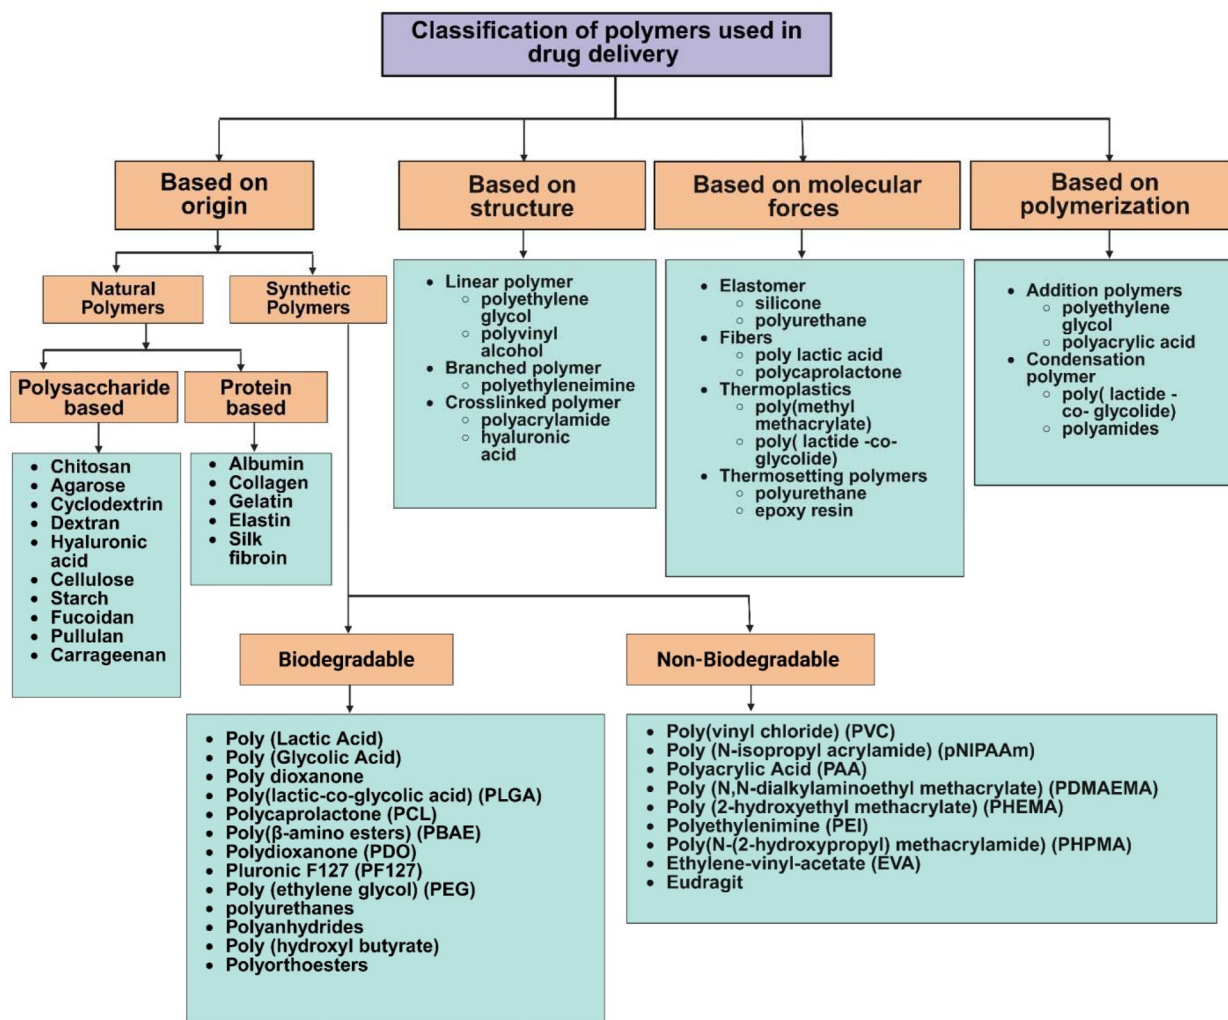 Classification of polymers used in
drug delivery
Based on
origin
Based on
structure
Based on molecular
forces
Based on
polymerization
Natural
Polymers
Synthetic
Polymers
Polysaccharide
based
Protein
based
• Chitosan
• Agarose
• Cyclodextrin
• Dextran
• Hyaluronic
acid
• Cellulose
• Starch
• Fucoidan
• Pullulan
• Carrageenan
• Albumin
• Collagen
• Gelatin
• Elastin
• Silk
fibroin
• Linear polymer
○ polyethylene
glycol
○ polyvinyl
alcohol
• Branched polymer
○ polyethyleneimine
• Crosslinked polymer
○ polyacrylamide
○ hyaluronic
acid
• Elastomer
○ silicone
○ polyurethane
• Fibers
○ poly lactic acid
○ polycaprolactone
• Thermoplastics
○ poly(methyl
methacrylate)
○ poly( lactide -co-
glycolide)
• Thermosetting polymers
○ polyurethane
○ epoxy resin
• Addition polymers
○ polyethylene
glycol
○ polyacrylic acid
• Condensation
polymer
○ poly( lactide -
co- glycolide)
○ polyamides
Biodegradable
Non-Biodegradable
• Poly (Lactic Acid)
• Poly (Glycolic Acid)
• Poly dioxanone
• Poly(lactic-co-glycolic acid) (PLGA)
• Polycaprolactone (PCL)
• Poly(β-amino esters) (PBAE)
• Polydioxanone (PDO)
• Pluronic F127 (PF127)
• Poly (ethylene glycol) (PEG)
• polyurethanes
• Polyanhydrides
• Poly (hydroxyl butyrate)
• Polyorthoesters
• Poly(vinyl chloride) (PVC)
• Poly (N-isopropyl acrylamide) (pNIPAAm)
• Polyacrylic Acid (PAA)
• Poly (N,N-dialkylaminoethyl methacrylate) (PDMAEMA)
• Poly (2-hydroxyethyl methacrylate) (PHEMA)
• Polyethylenimine (PEI)
• Poly(N-(2-hydroxypropyl) methacrylamide) (PHPMA)
• Ethylene-vinyl-acetate (EVA)
• Eudragit